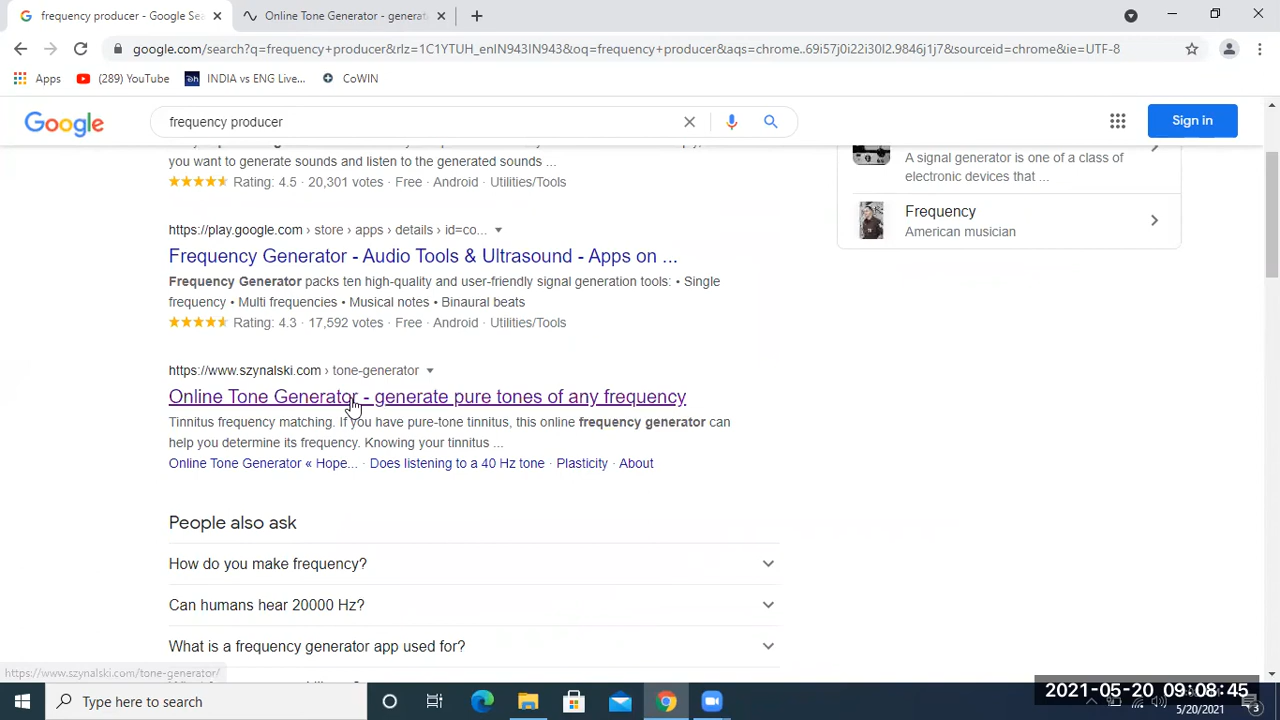 frequency producer - Google Sea
Online Tone Generator - generat
google.com/search?q=frequency+producer&rlz=1C1YTUH_enIN943IN943&oq=frequency+producer&aqs=chrome..69i57j0i22i30l2.9846j1j7&sourceid=chrome&ie=UTF-8
Apps
(289) YouTube
INDIA vs ENG Live...
CoWIN
Google
frequency producer
Sign in
you want to generate sounds and listen to the generated sounds ...
Rating: 4.5 · 20,301 votes · Free · Android · Utilities/Tools
A signal generator is one of a class of
electronic devices that ...
Frequency
American musician
https://play.google.com › store › apps › details › id=co...
Frequency Generator - Audio Tools & Ultrasound - Apps on ...
Frequency Generator packs ten high-quality and user-friendly signal generation tools: • Single
frequency • Multi frequencies • Musical notes • Binaural beats
Rating: 4.3 · 17,592 votes · Free · Android · Utilities/Tools
https://www.szynalski.com › tone-generator
Online Tone Generator - generate pure tones of any frequency
Tinnitus frequency matching. If you have pure-tone tinnitus, this online frequency generator can
help you determine its frequency. Knowing your tinnitus ...
Online Tone Generator « Hope... · Does listening to a 40 Hz tone · Plasticity · About
People also ask
How do you make frequency?
Can humans hear 20000 Hz?
What is a frequency generator app used for?
https://www.szynalski.com/tone-generator/
Type here to search
2021-05-20 09:08:45
5/20/2021
3